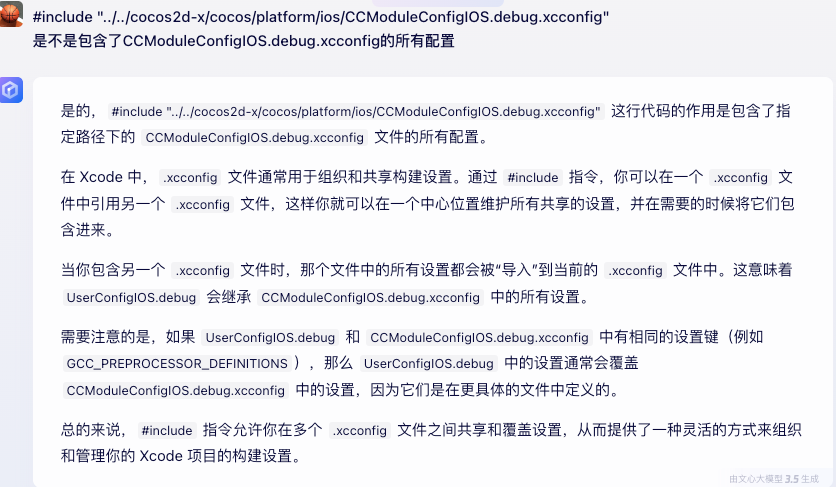 #include "../../cocos2d-x/cocos/platform/ios/CCModuleConfigIOS.debug.xcconfig"
是不是包含了CCModuleConfigIOS.debug.xcconfig的所有配置
是的， #include "../../cocos2d-x/cocos/platform/ios/CCModuleConfigIOS.debug.xcconfig" 这行代码的作用是包含了指
定路径下的 CCModuleConfigIOS.debug.xcconfig 文件的所有配置。
在 Xcode 中， .xcconfig 文件通常用于组织和共享构建设置。通过 #include 指令，你可以在一个 .xcconfig 文
件中引用另一个 .xcconfig 文件，这样你就可以在一个中心位置维护所有共享的设置，并在需要的时候将它们包
含进来。
当你包含另一个 .xcconfig 文件时，那个文件中的所有设置都会被“导入”到当前的 .xcconfig 文件中。这意味着
UserConfigIOS.debug 会继承 CCModuleConfigIOS.debug.xcconfig 中的所有设置。
需要注意的是，如果 UserConfigIOS.debug 和 CCModuleConfigIOS.debug.xcconfig 中有相同的设置键（例如
GCC_PREPROCESSOR_DEFINITIONS ），那么 UserConfigIOS.debug 中的设置通常会覆盖
CCModuleConfigIOS.debug.xcconfig 中的设置，因为它们是在更具体的文件中定义的。
总的来说， #include 指令允许你在多个 .xcconfig 文件之间共享和覆盖设置，从而提供了一种灵活的方式来组织
和管理你的 Xcode 项目的构建设置。
由文心大模型 3.5 生成